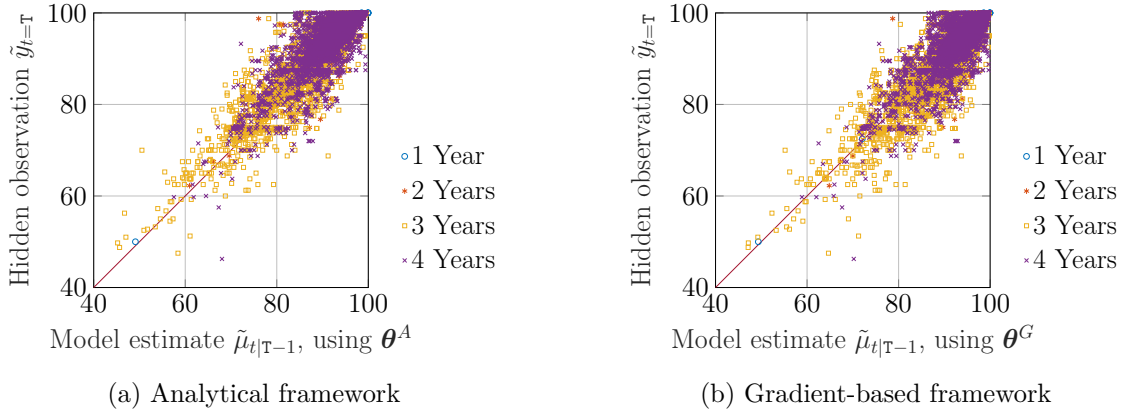 100
80
60
40
40 60 80 100
Hidden observation ỹ_{t=T}
Model estimate μ̃_{t|T−1}, using θ^A
1 Year
2 Years
3 Years
4 Years
(a) Analytical framework
100
80
60
40
40 60 80 100
Hidden observation ỹ_{t=T}
Model estimate μ̃_{t|T−1}, using θ^G
1 Year
2 Years
3 Years
4 Years
(b) Gradient-based framework